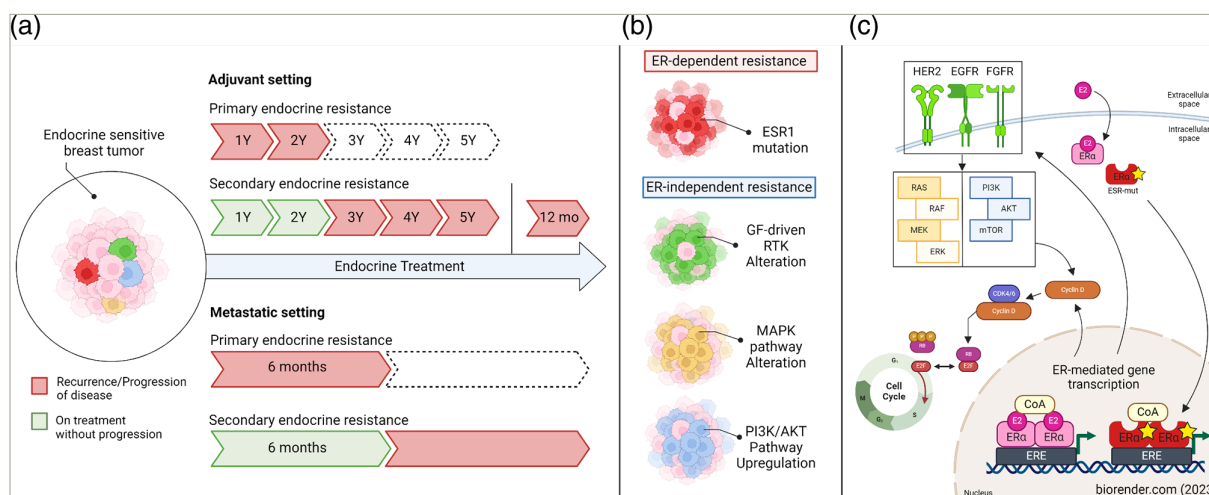 (a)
Endocrine sensitive
breast tumor
Recurrence/Progression
of disease
On treatment
without progression
Adjuvant setting
Primary endocrine resistance
1Y 2Y 3Y 4Y 5Y
Secondary endocrine resistance
1Y 2Y 3Y 4Y 5Y 12 mo
Endocrine Treatment
Metastatic setting
Primary endocrine resistance
6 months
Secondary endocrine resistance
6 months
(b)
ER-dependent resistance
ESR1
mutation
ER-independent resistance
GF-driven
RTK
Alteration
MAPK
pathway
Alteration
PI3K/AKT
Pathway
Upregulation
(c)
HER2 EGFR FGFR
E2
Extracellular
space
Intracellular
space
E2
ERα
ERα
ESR-mut
RAS
RAF
MEK
ERK
PI3K
AKT
mTOR
Cyclin D
CDK4/6
Cyclin D
P P
RB
E2F
RB
E2F
Cell
Cycle
G₁
S
G₂
M
ER-mediated gene
transcription
CoA
E2 E2
ERα ERα
ERE
CoA
ERα ERα
ERE
Nucleus
biorender.com (2023